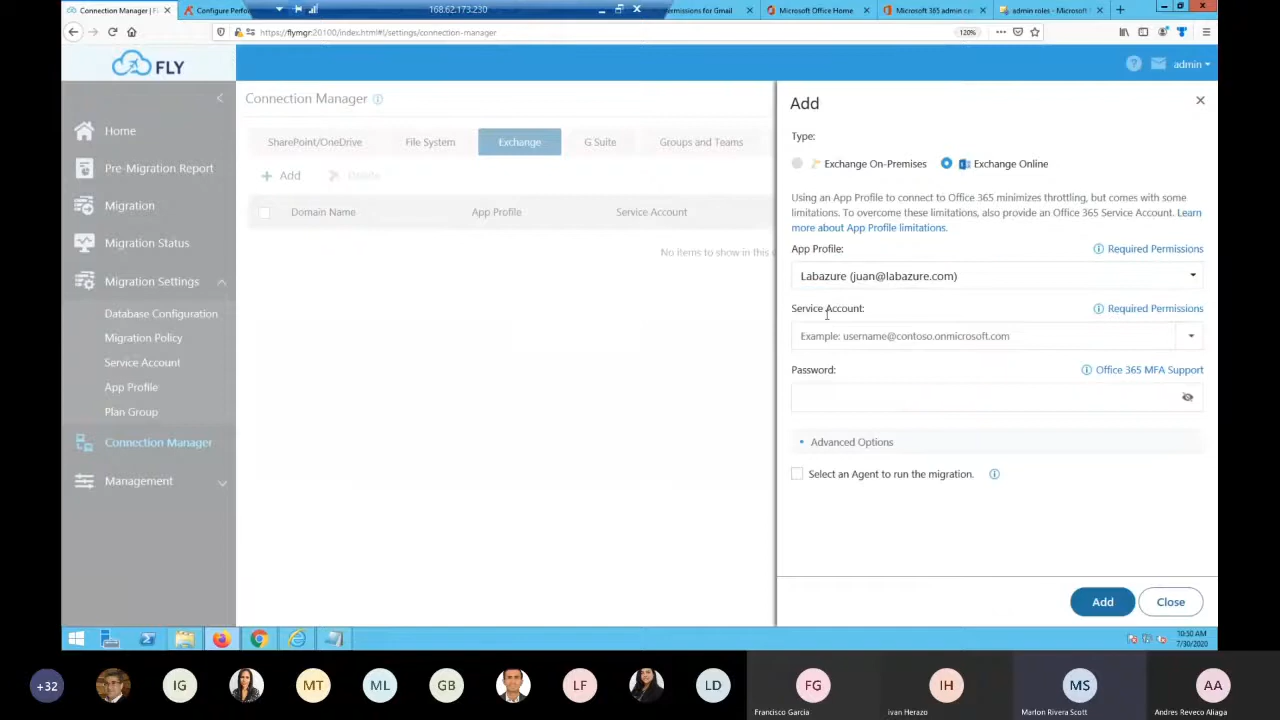 Connection Manager | Fl
Configure Perfor
168.62.173.230
ermissions for Gmail
Microsoft Office Home
Microsoft 365 admin ce
admin roles - Microsoft
https://flymgr:20100/index.html#!/settings/connection-manager
120%
FLY
admin
Home
Pre-Migration Report
Migration
Migration Status
Migration Settings
Database Configuration
Migration Policy
Service Account
App Profile
Plan Group
Connection Manager
Management
Connection Manager
SharePoint/OneDrive
File System
Exchange
G Suite
Groups and Teams
Add
Delete
Domain Name
App Profile
Service Account
No items to show in this
Add
Type:
Exchange On-Premises
Exchange Online
Using an App Profile to connect to Office 365 minimizes throttling, but comes with some
limitations. To overcome these limitations, also provide an Office 365 Service Account. Learn
more about App Profile limitations.
App Profile:
Required Permissions
Labazure (juan@labazure.com)
Service Account:
Required Permissions
Example: username@contoso.onmicrosoft.com
Password:
Office 365 MFA Support
Advanced Options
Select an Agent to run the migration.
Add
Close
10:50 AM
7/30/2020
+32
IG
MT
ML
GB
LF
LD
FG
Francisco Garcia
IH
ivan Herazo
MS
Marlon Rivera Scott
AA
Andres Reveco Aliaga